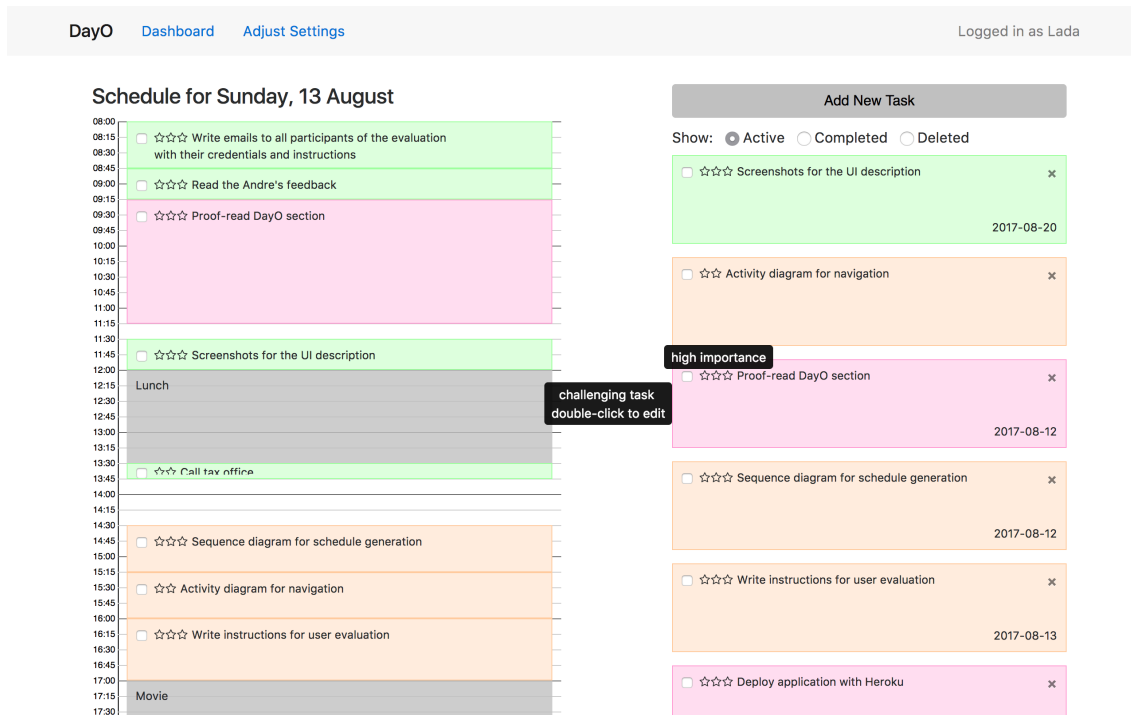 DayO Dashboard Adjust Settings Logged in as Lada
Schedule for Sunday, 13 August
08:00
08:15
08:30
08:45
09:00
09:15
09:30
09:45
10:00
10:15
10:30
10:45
11:00
11:15
11:30
11:45
12:00
12:15
12:30
12:45
13:00
13:15
13:30
13:45
14:00
14:15
14:30
14:45
15:00
15:15
15:30
15:45
16:00
16:15
16:30
16:45
17:00
17:15
17:30
☆☆☆ Write emails to all participants of the evaluation
with their credentials and instructions
☆☆☆ Read the Andre's feedback
☆☆☆ Proof-read DayO section
☆☆☆ Screenshots for the UI description
Lunch
☆☆ Call tax office
☆☆☆ Sequence diagram for schedule generation
☆☆ Activity diagram for navigation
☆☆☆ Write instructions for user evaluation
Movie
challenging task
double-click to edit
Add New Task
Show: Active Completed Deleted
☆☆☆ Screenshots for the UI description ×
2017-08-20
☆☆ Activity diagram for navigation ×
high importance
☆☆☆ Proof-read DayO section ×
2017-08-12
☆☆☆ Sequence diagram for schedule generation ×
2017-08-12
☆☆☆ Write instructions for user evaluation ×
2017-08-13
☆☆☆ Deploy application with Heroku ×